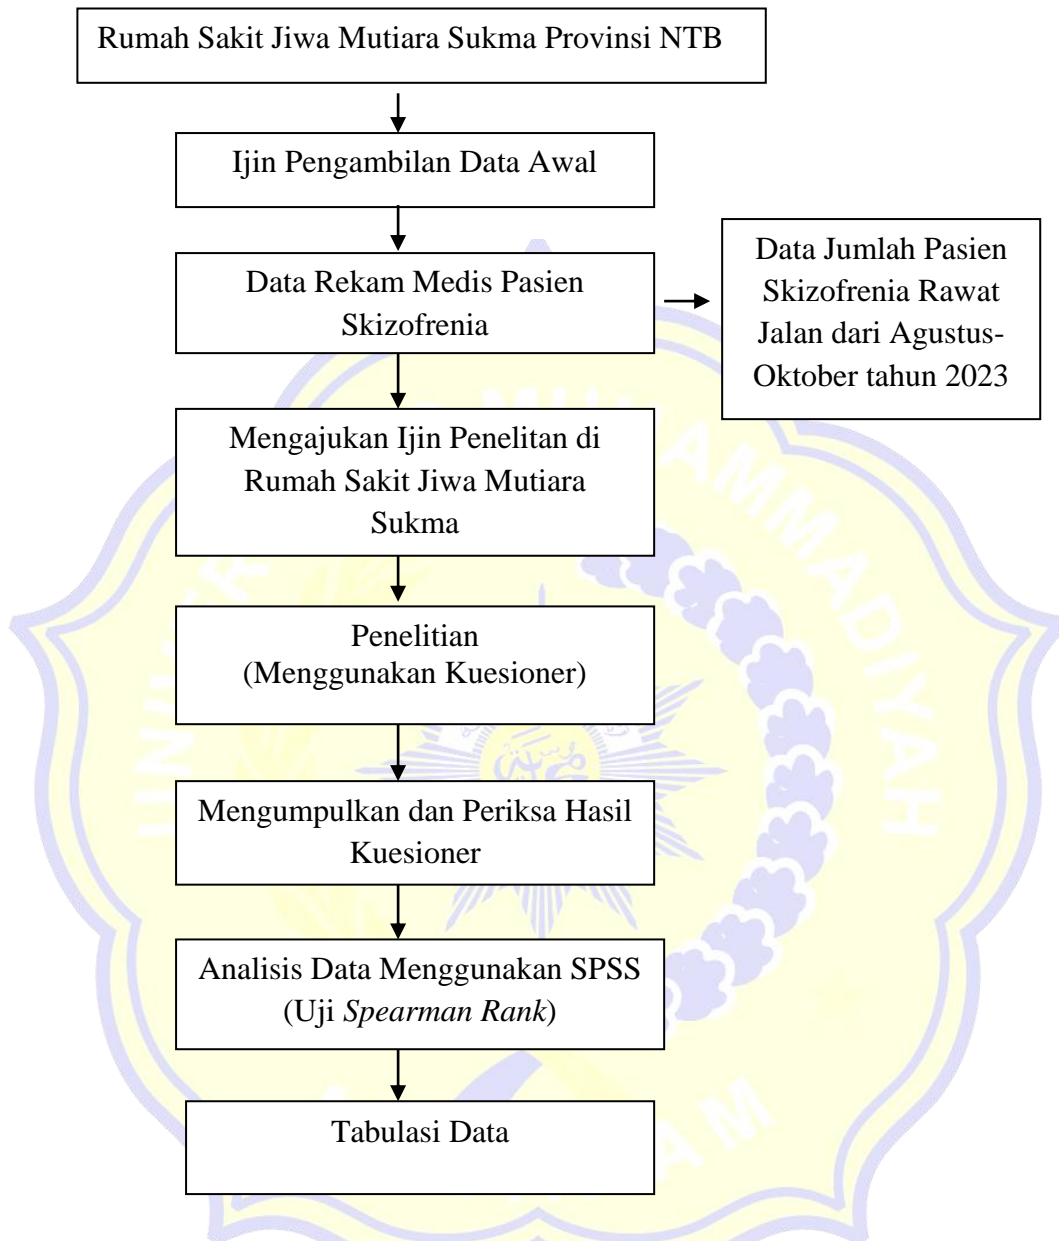 Rumah Sakit Jiwa Mutiara Sukma Provinsi NTB
Ijin Pengambilan Data Awal
Data Rekam Medis Pasien
Skizofrenia
Data Jumlah Pasien
Skizofrenia Rawat
Jalan dari Agustus-
Oktober tahun 2023
Mengajukan Ijin Penelitan di
Rumah Sakit Jiwa Mutiara
Sukma
Penelitian
(Menggunakan Kuesioner)
Mengumpulkan dan Periksa Hasil
Kuesioner
Analisis Data Menggunakan SPSS
(Uji Spearman Rank)
Tabulasi Data